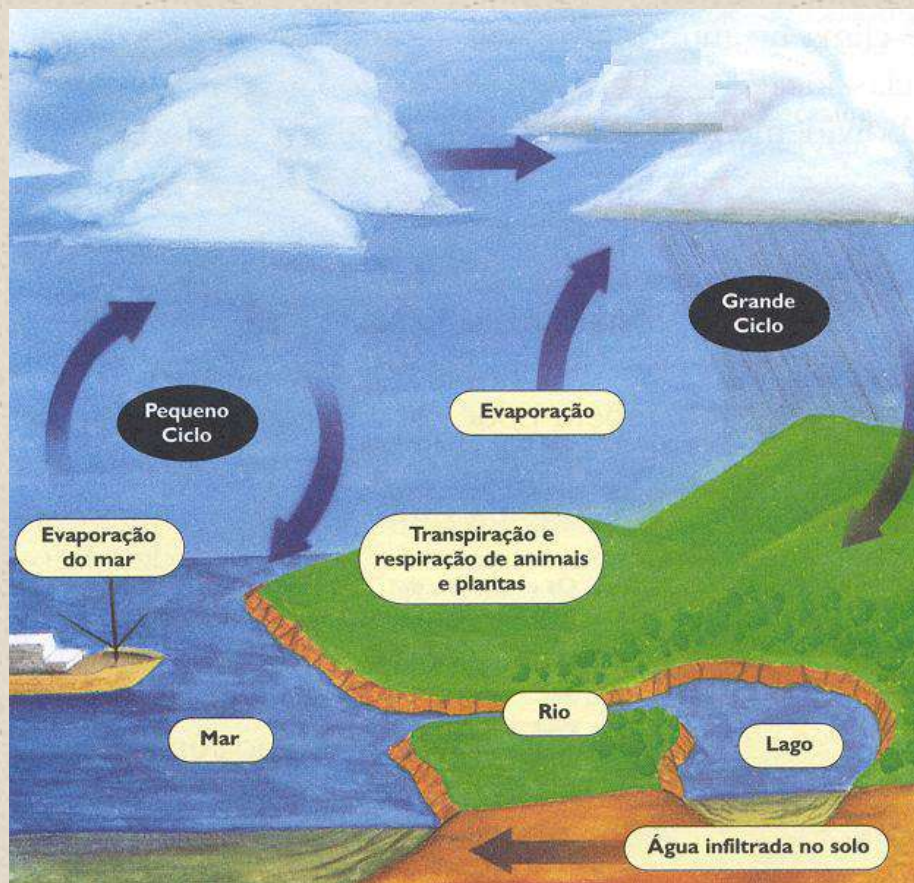 Grande
Ciclo
Pequeno
Ciclo
Evaporação
Evaporação
do mar
Transpiração e
respiração de animais
e plantas
Rio
Mar
Lago
Água infiltrada no solo